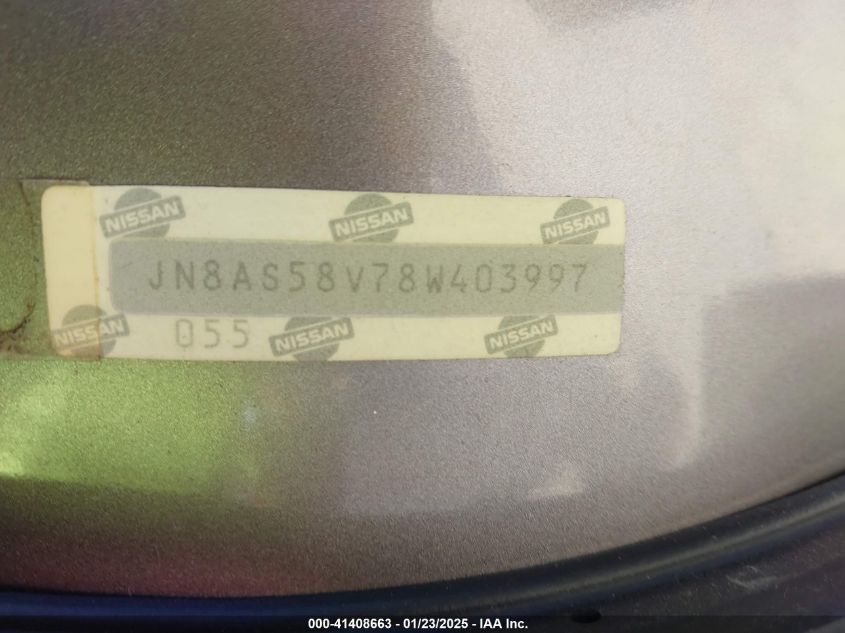 NISSAN NISSAN NISSAN
JN8AS58V78W403997
NISSAN 055 NISSAN NISSAN
000-41408663 - 01/23/2025 - IAA Inc.